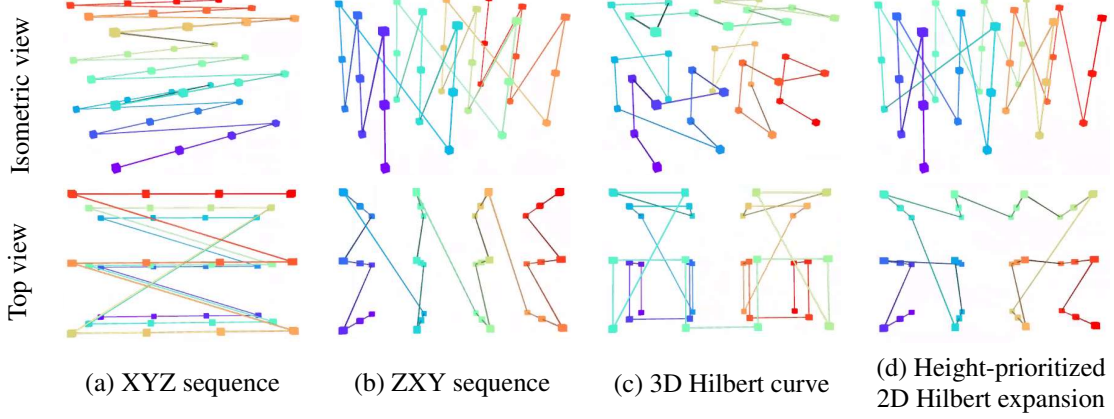 Isometric view
Top view
(a) XYZ sequence
(b) ZXY sequence
(c) 3D Hilbert curve
(d) Height-prioritized
2D Hilbert expansion